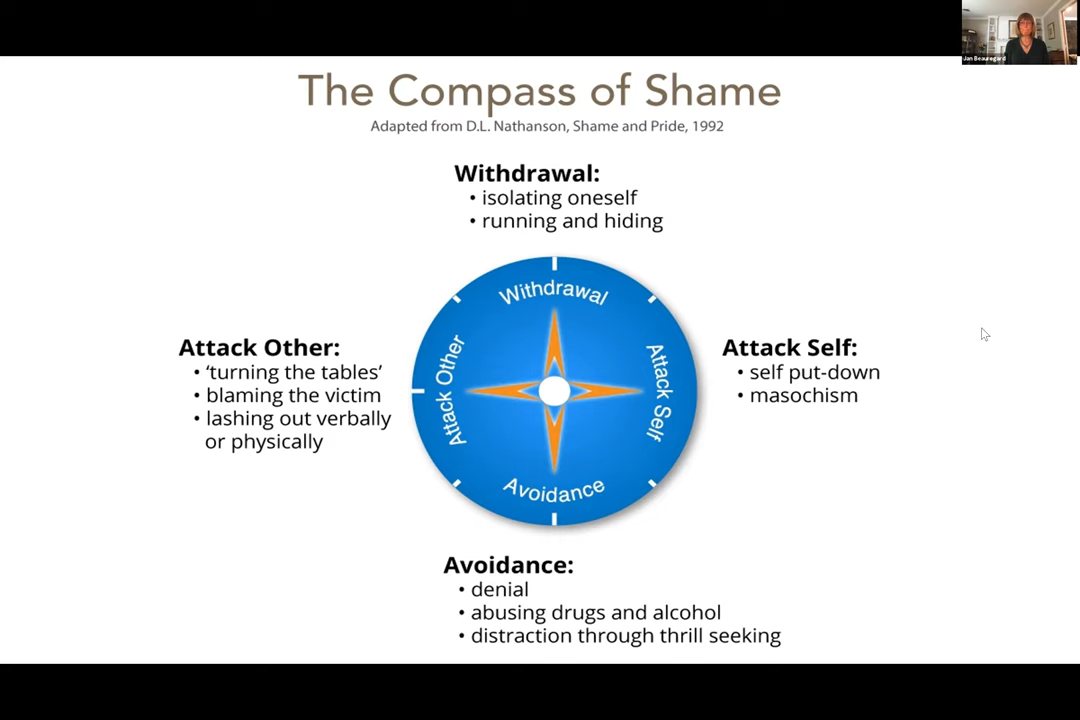 Jan Beauregard
The Compass of Shame
Adapted from D.L. Nathanson, Shame and Pride, 1992
Withdrawal:
• isolating oneself
• running and hiding
Attack Other:
• ‘turning the tables’
• blaming the victim
• lashing out verbally
or physically
Withdrawal
Attack Other
Attack Self
Avoidance
Attack Self:
• self put-down
• masochism
Avoidance:
• denial
• abusing drugs and alcohol
• distraction through thrill seeking